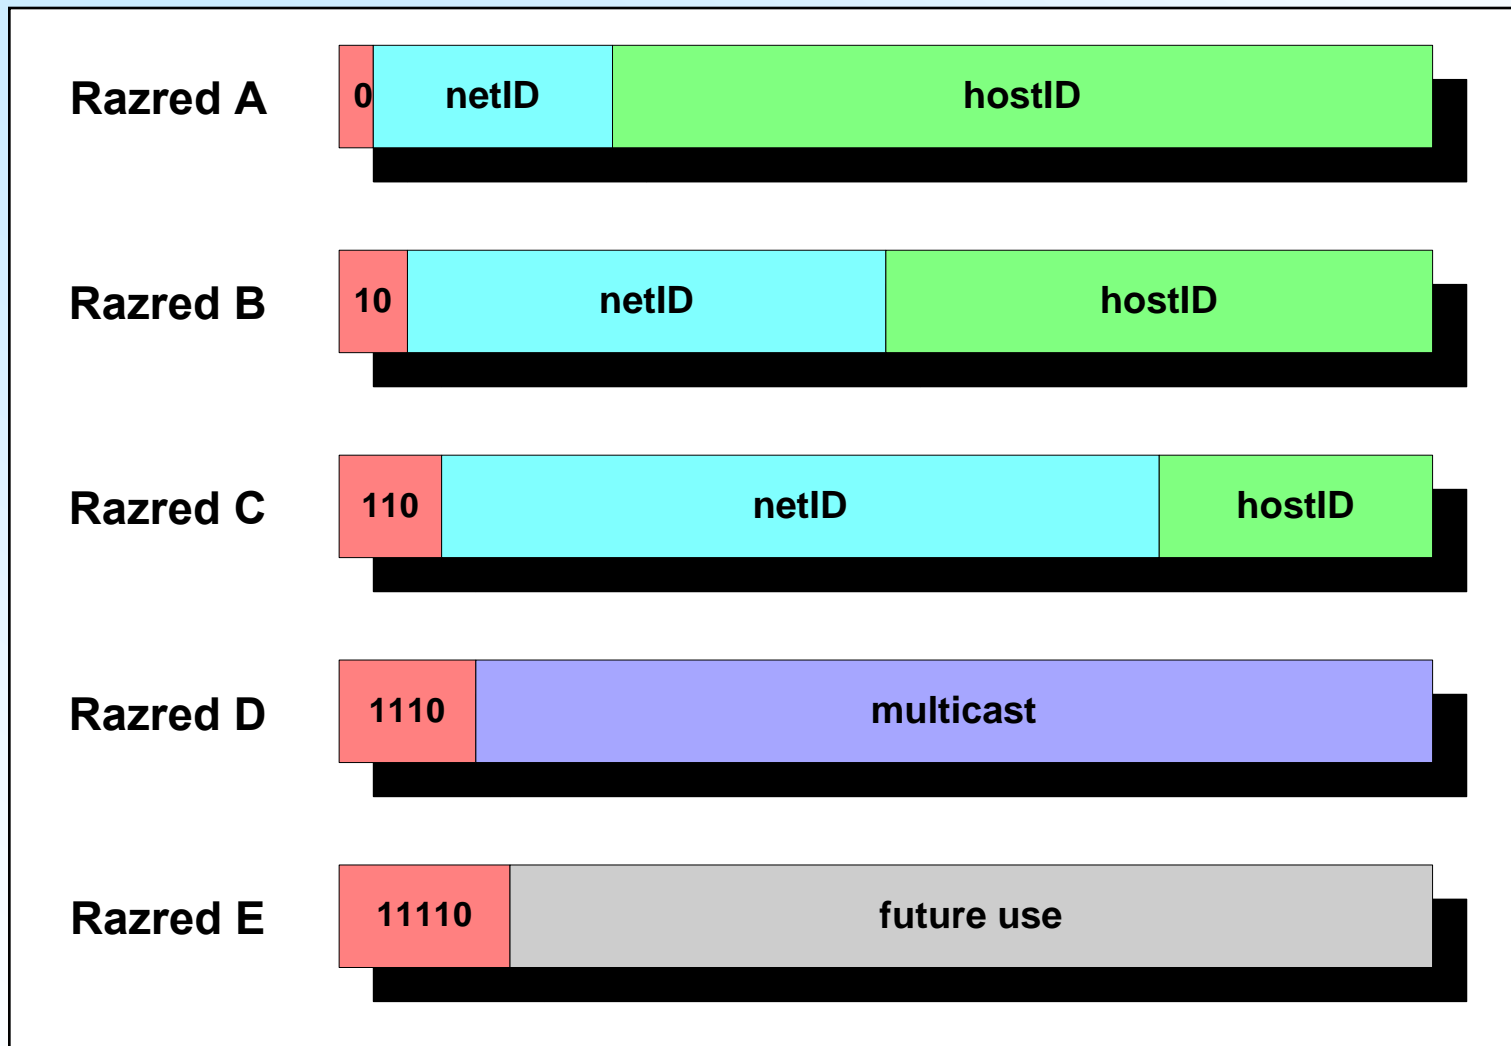 Razred A 0 netID hostID
Razred B 10 netID hostID
Razred C 110 netID hostID
Razred D 1110 multicast
Razred E 11110 future use